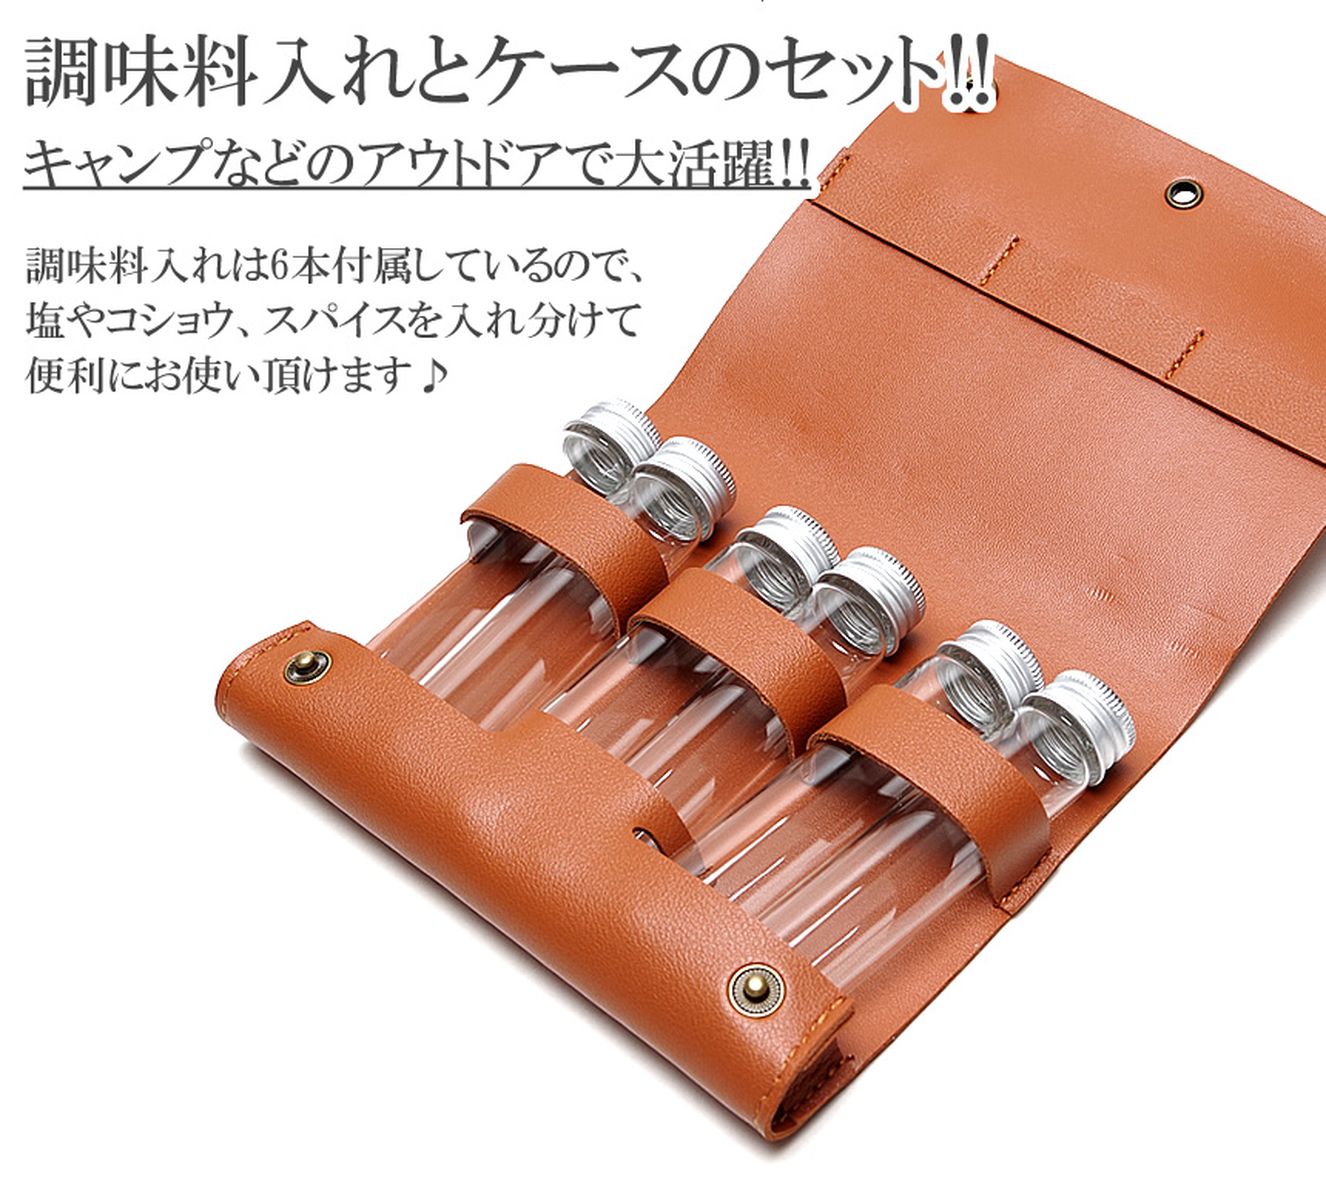 調味料入れとケースのセット!!
キャンプなどのアウトドアで大活躍!!
調味料入れは6本付属しているので、
塩やコショウ、スパイスを入れ分けて
便利にお使い頂けます♪